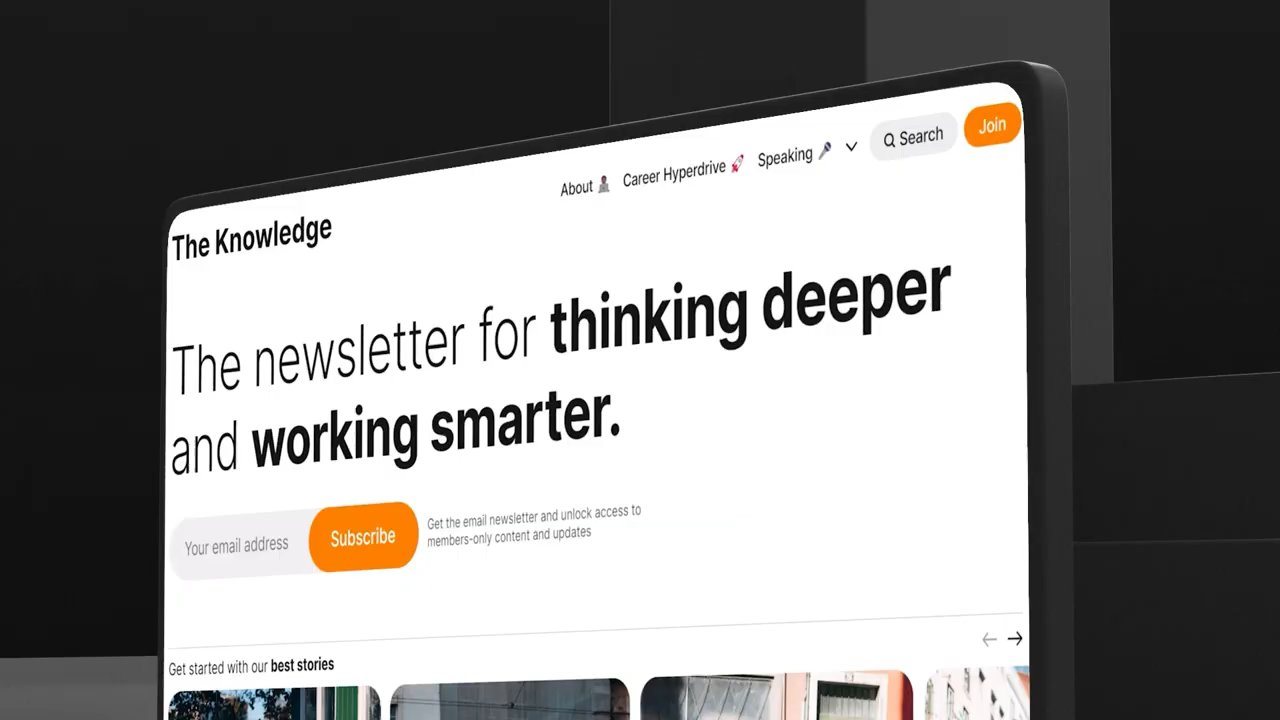 About Career Hyperdrive Speaking Search Join
The Knowledge
The newsletter for thinking deeper
and working smarter.
Your email address Subscribe
Get the email newsletter and unlock access to
members-only content and updates
Get started with our best stories